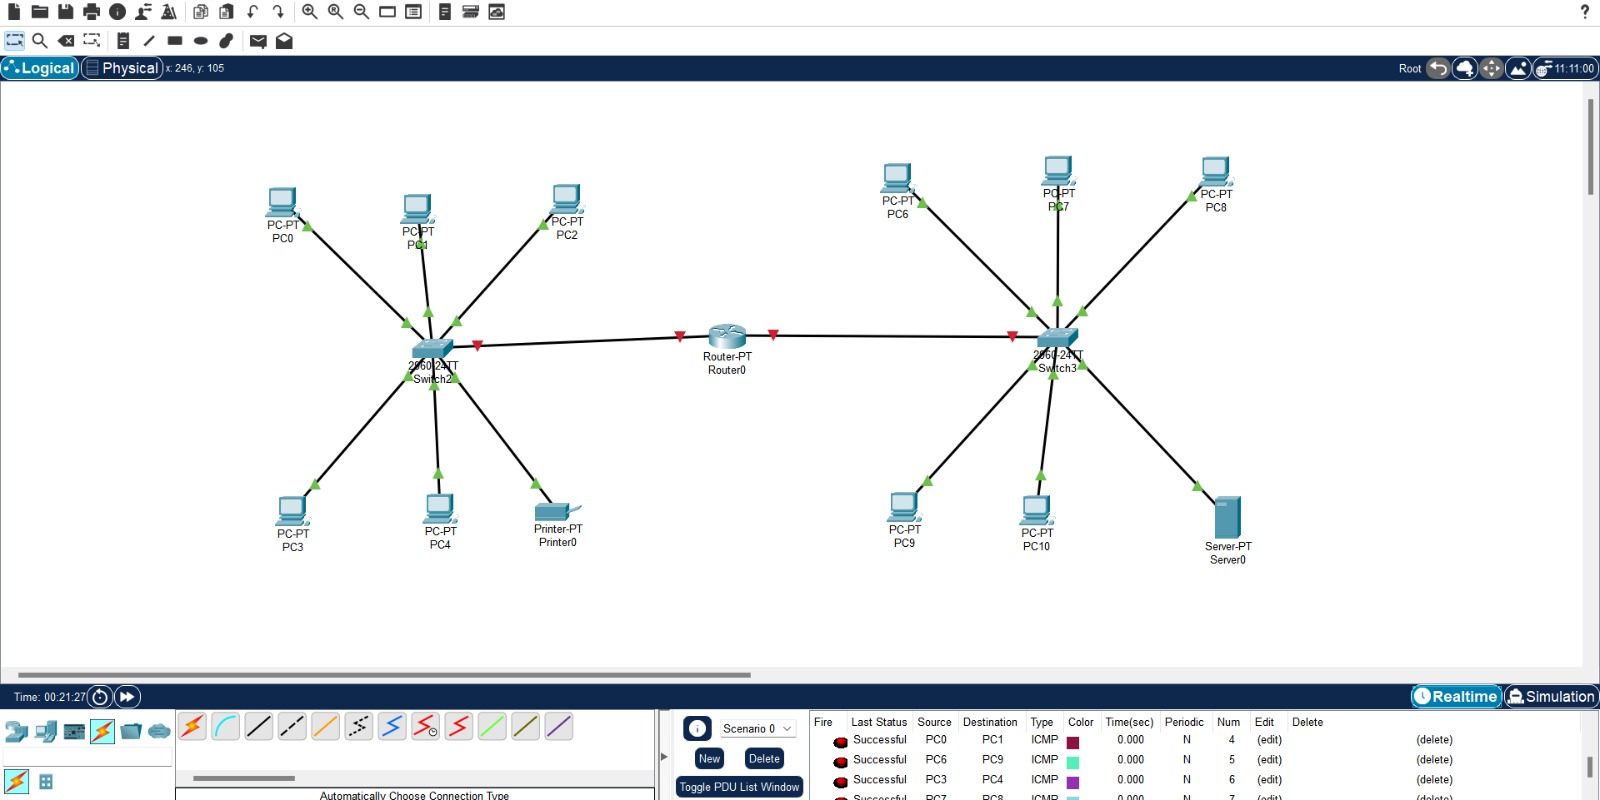 ?
Logical Physical x: 246, y: 105 Root 11:11:00
PC-PT
PC0
PC-PT
PC1
PC-PT
PC2
PC-PT
PC6
PC-PT
PC7
PC-PT
PC8
2960-24TT
Switch2
Router-PT
Router0
2960-24TT
Switch3
PC-PT
PC3
PC-PT
PC4
Printer-PT
Printer0
PC-PT
PC9
PC-PT
PC10
Server-PT
Server0
Time: 00:21:27 Realtime Simulation
Scenario 0
New Delete
Toggle PDU List Window
Automatically Choose Connection Type
Fire Last Status Source Destination Type Color Time(sec) Periodic Num Edit Delete
Successful PC0 PC1 ICMP 0.000 N 4 (edit) (delete)
Successful PC6 PC9 ICMP 0.000 N 5 (edit) (delete)
Successful PC3 PC4 ICMP 0.000 N 6 (edit) (delete)
Successful PC7 PC8 ICMP 0.000 N 7 (edit) (delete)